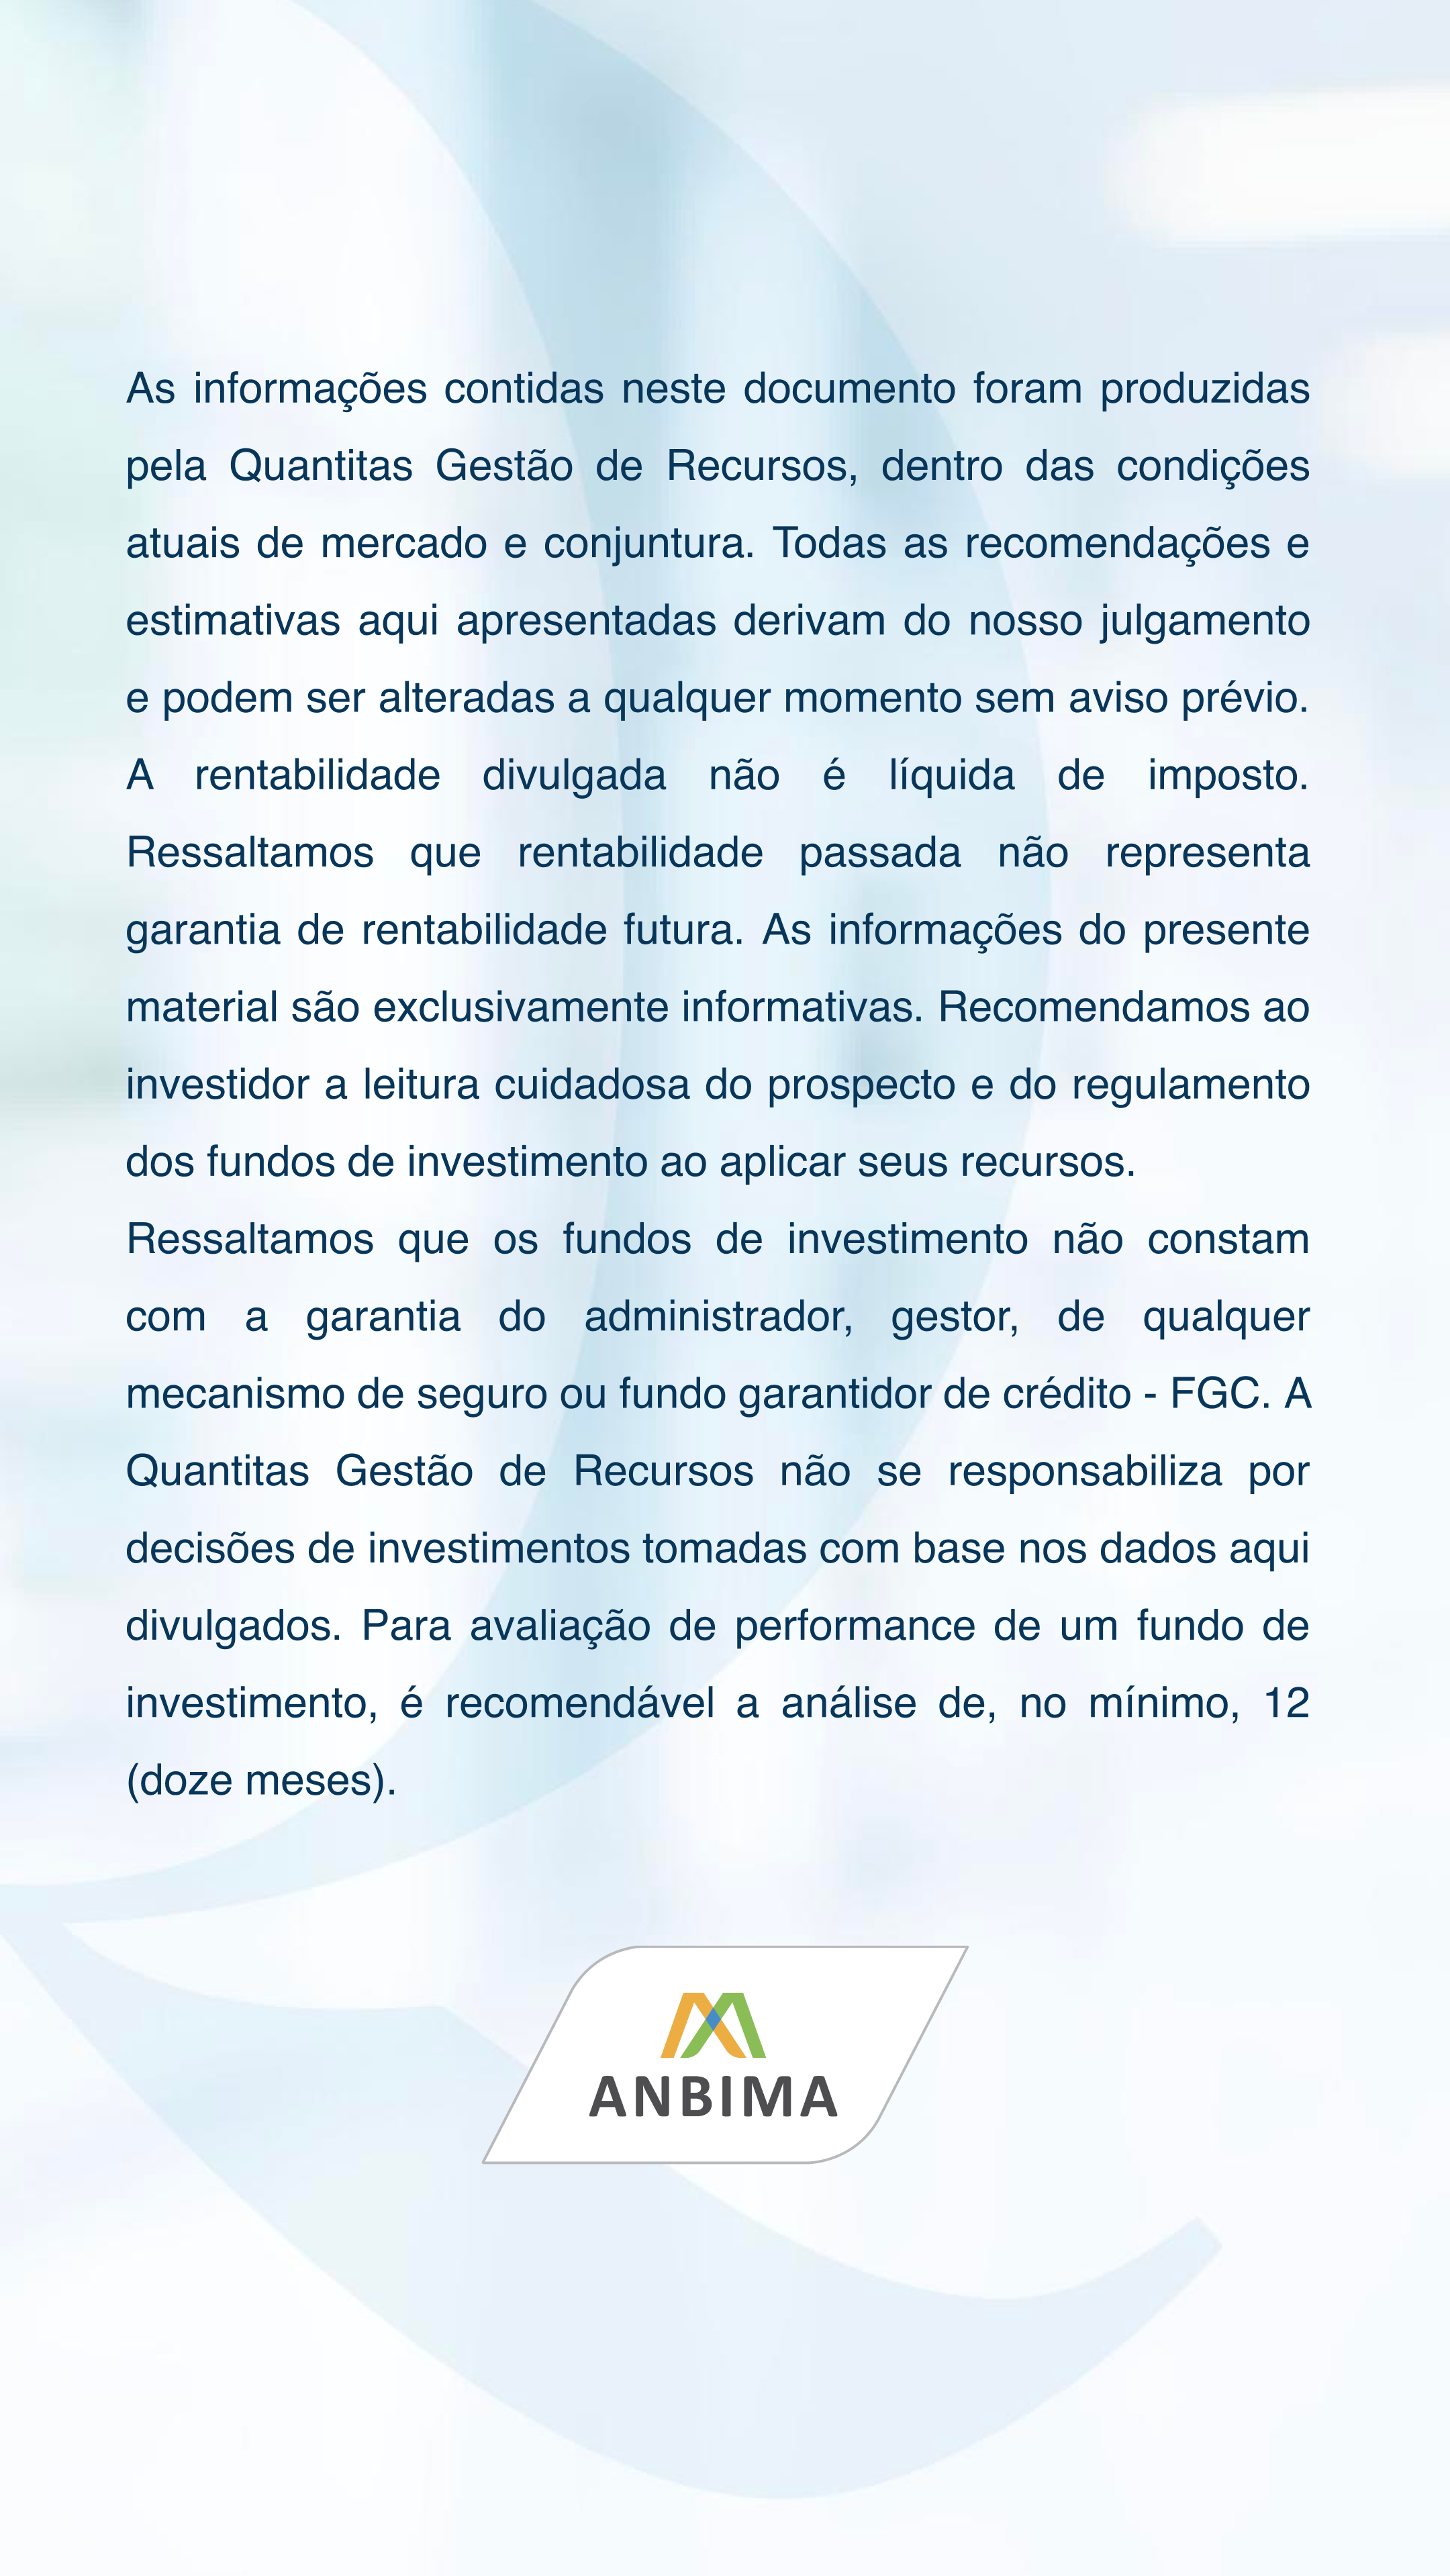 As informações contidas neste documento foram produzidas
pela Quantitas Gestão de Recursos, dentro das condições
atuais de mercado e conjuntura. Todas as recomendações e
estimativas aqui apresentadas derivam do nosso julgamento
e podem ser alteradas a qualquer momento sem aviso prévio.
A rentabilidade divulgada não é líquida de imposto.
Ressaltamos que rentabilidade passada não representa
garantia de rentabilidade futura. As informações do presente
material são exclusivamente informativas. Recomendamos ao
investidor a leitura cuidadosa do prospecto e do regulamento
dos fundos de investimento ao aplicar seus recursos.
Ressaltamos que os fundos de investimento não constam
com a garantia do administrador, gestor, de qualquer
mecanismo de seguro ou fundo garantidor de crédito - FGC. A
Quantitas Gestão de Recursos não se responsabiliza por
decisões de investimentos tomadas com base nos dados aqui
divulgados. Para avaliação de performance de um fundo de
investimento, é recomendável a análise de, no mínimo, 12
(doze meses).
ANBIMA